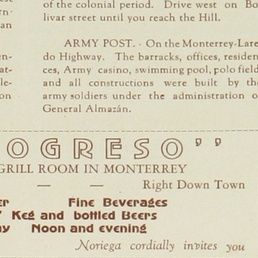 of the colonial period. Drive west on Bo
livar street until you reach the Hill.
ARMY POST. - On the Monterrey-Lare
do Highway. The barracks, offices, residen
ces, Army casino, swimming pool, polo field
and all constructions were built by the
army soldiers under the administration o
General Almazán.
OGRESO"
GRILL ROOM IN MONTERREY
— — — Right Down Town
er Fine Beverages
Keg and bottled Beers
ay Noon and evening
Noriega cordially invites you